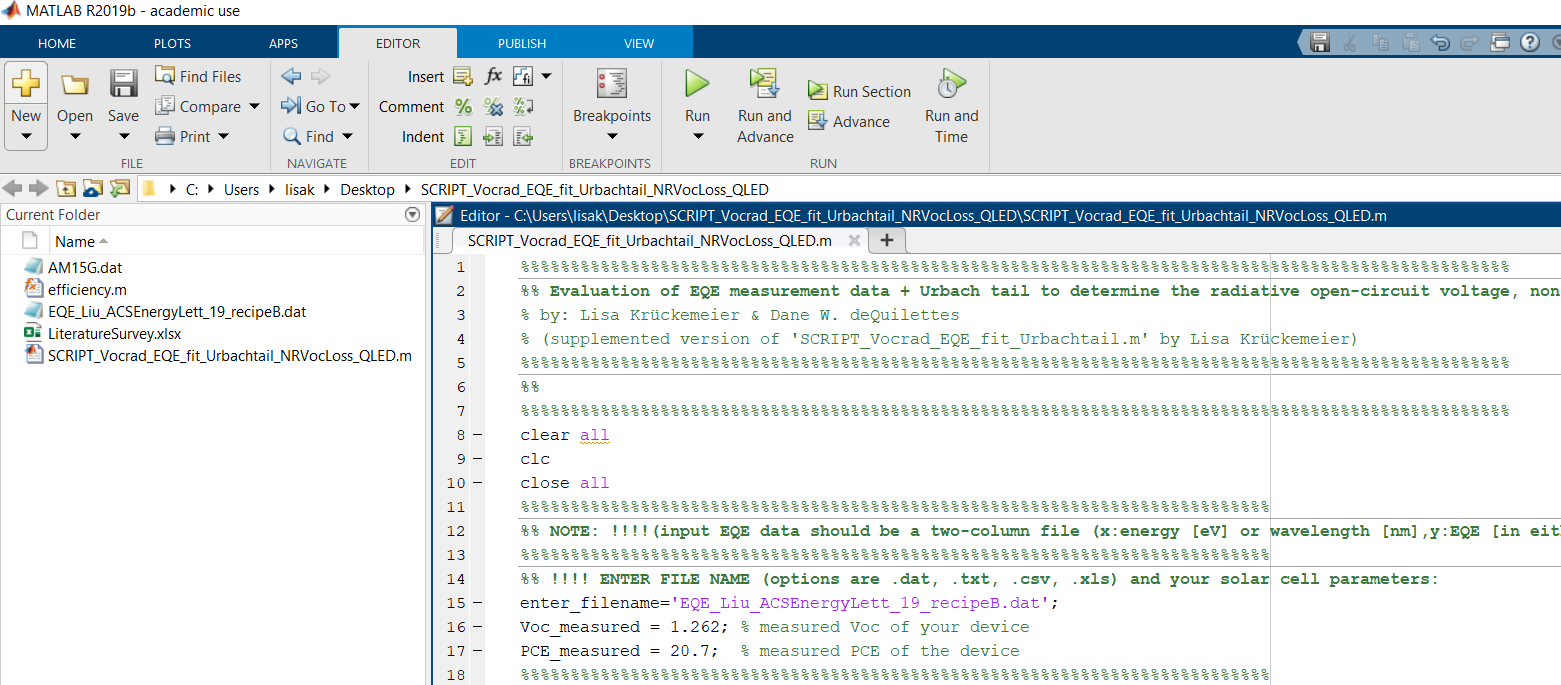 MATLAB R2019b - academic use
HOME PLOTS APPS EDITOR PUBLISH VIEW
New
Open
Save
Find Files
Compare
Print
FILE
Go To
Find
NAVIGATE
Insert fx fi
Comment % % %
Indent
EDIT
Breakpoints
BREAKPOINTS
Run
Run and Advance
Run Section
Advance
Run and Time
RUN
C: Users lisak Desktop SCRIPT_Vocrad_EQE_fit_Urbachtail_NRVocLoss_QLED
Current Folder
Name
AM15G.dat
efficiency.m
EQE_Liu_ACSEnergyLett_19_recipeB.dat
LiteratureSurvey.xlsx
SCRIPT_Vocrad_EQE_fit_Urbachtail_NRVocLoss_QLED.m
Editor - C:\Users\lisak\Desktop\SCRIPT_Vocrad_EQE_fit_Urbachtail_NRVocLoss_QLED\SCRIPT_Vocrad_EQE_fit_Urbachtail_NRVocLoss_QLED.m
SCRIPT_Vocrad_EQE_fit_Urbachtail_NRVocLoss_QLED.m
1 %%%%%%%%%%%%%%%%%%%%%%%%%%%%%%%%%%%%%%%%%%%%%%%%%%%%%%%%%%%%%%%%%%%%%%%%%%%%%%%%%%%%%%%%%%%%%%%%%%%%%
2 %% Evaluation of EQE measurement data + Urbach tail to determine the radiative open-circuit voltage, non
3 % by: Lisa Krückemeier & Dane W. deQuilettes
4 % (supplemented version of 'SCRIPT_Vocrad_EQE_fit_Urbachtail.m' by Lisa Krückemeier)
5 %%%%%%%%%%%%%%%%%%%%%%%%%%%%%%%%%%%%%%%%%%%%%%%%%%%%%%%%%%%%%%%%%%%%%%%%%%%%%%%%%%%%%%%%%%%%%%%%%%%%%
6 %%
7 %%%%%%%%%%%%%%%%%%%%%%%%%%%%%%%%%%%%%%%%%%%%%%%%%%%%%%%%%%%%%%%%%%%%%%%%%%%%%%%%%%%%%%%%%%%%%%%%%%%%%
8 – clear all
9 – clc
10 – close all
11 %%%%%%%%%%%%%%%%%%%%%%%%%%%%%%%%%%%%%%%%%%%%%%%%%%%%%%%%%%%%%%%%%%%%%%%%%%%
12 %% NOTE: !!!!(input EQE data should be a two-column file (x:energy [eV] or wavelength [nm],y:EQE [in eit
13 %%%%%%%%%%%%%%%%%%%%%%%%%%%%%%%%%%%%%%%%%%%%%%%%%%%%%%%%%%%%%%%%%%%%%%%%%%%
14 %% !!!! ENTER FILE NAME (options are .dat, .txt, .csv, .xls) and your solar cell parameters:
15 – enter_filename='EQE_Liu_ACSEnergyLett_19_recipeB.dat';
16 – Voc_measured = 1.262; % measured Voc of your device
17 – PCE_measured = 20.7; % measured PCE of the device
18 %%%%%%%%%%%%%%%%%%%%%%%%%%%%%%%%%%%%%%%%%%%%%%%%%%%%%%%%%%%%%%%%%%%%%%%%%%%